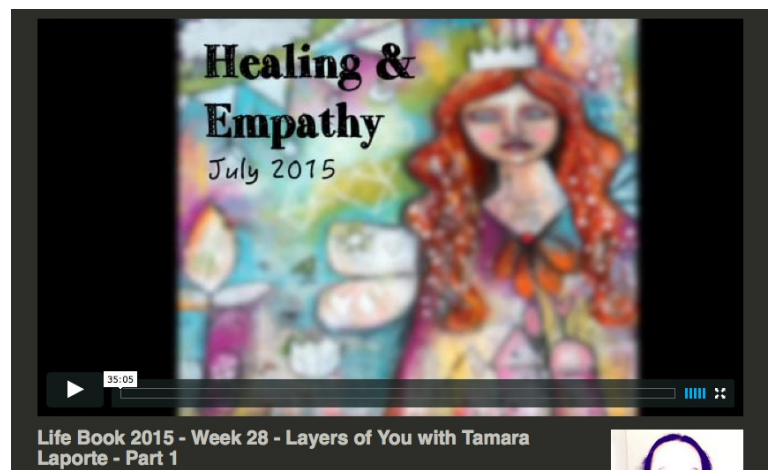 Healing &
Empathy
July 2015
35:05
Life Book 2015 - Week 28 - Layers of You with Tamara
Laporte - Part 1